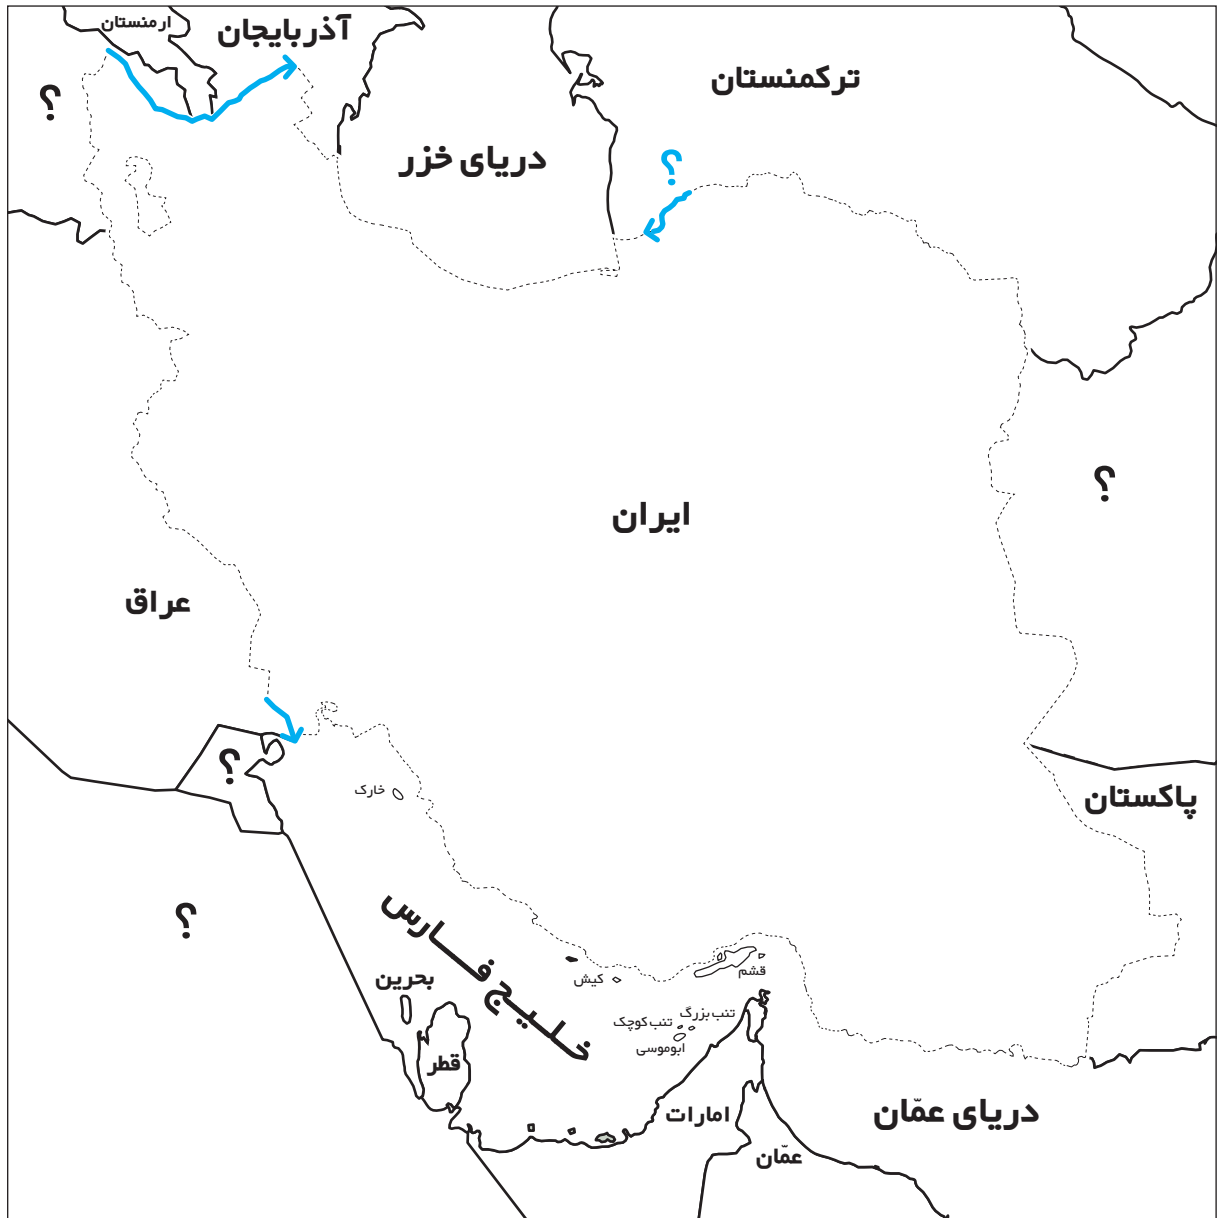 ارمنستان
آذربایجان
؟
ترکمنستان
دریای خزر
؟
؟
ایران
عراق
؟
خارک
پاکستان
؟
خلیج فارس
بحرین
کیش
قشم
تنب بزرگ
تنب کوچک
ابوموسی
قطر
امارات
دریای عمّان
عمّان